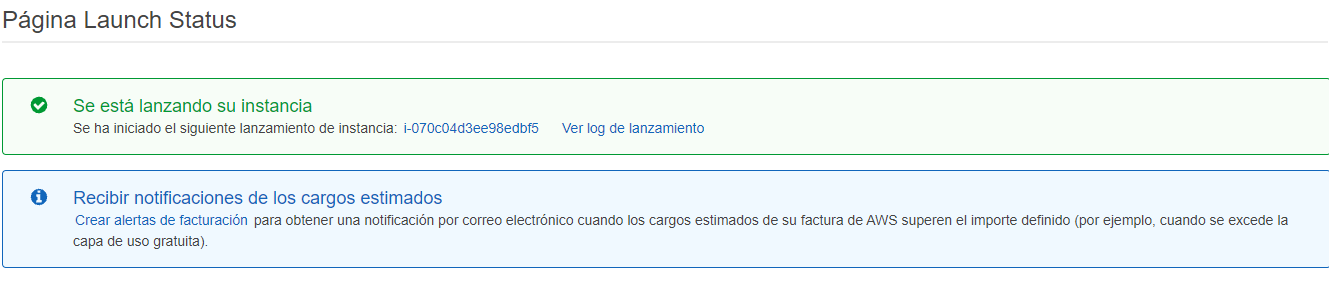 Página Launch Status
Se está lanzando su instancia
Se ha iniciado el siguiente lanzamiento de instancia: i-070c04d3ee98edbf5 Ver log de lanzamiento
Recibir notificaciones de los cargos estimados
Crear alertas de facturación para obtener una notificación por correo electrónico cuando los cargos estimados de su factura de AWS superen el importe definido (por ejemplo, cuando se excede la
capa de uso gratuita).